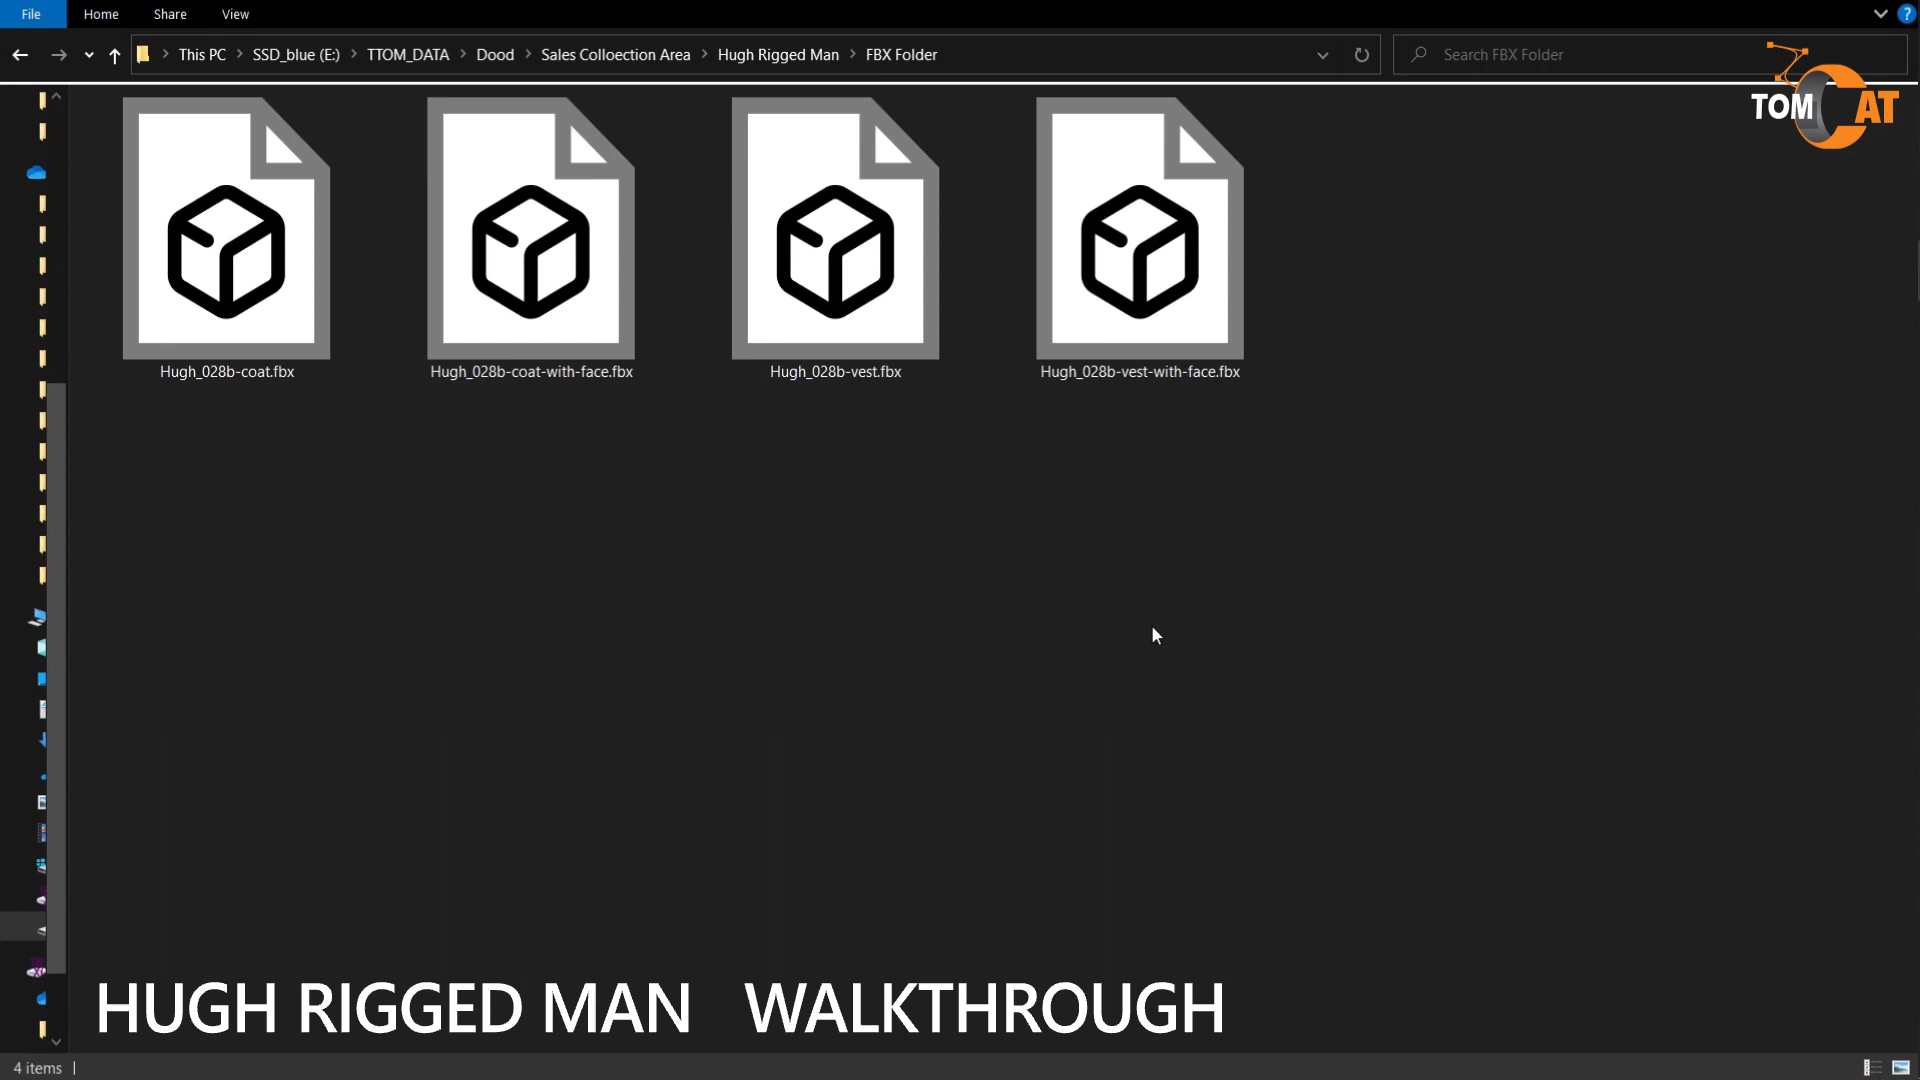 File Home Share View
This PC SSD_blue (E:) TTOM_DATA Dood Sales Colloection Area Hugh Rigged Man FBX Folder Search FBX Folder
TOM CAT
Hugh_028b-coat.fbx Hugh_028b-coat-with-face.fbx Hugh_028b-vest.fbx Hugh_028b-vest-with-face.fbx
HUGH RIGGED MAN WALKTHROUGH
4 items